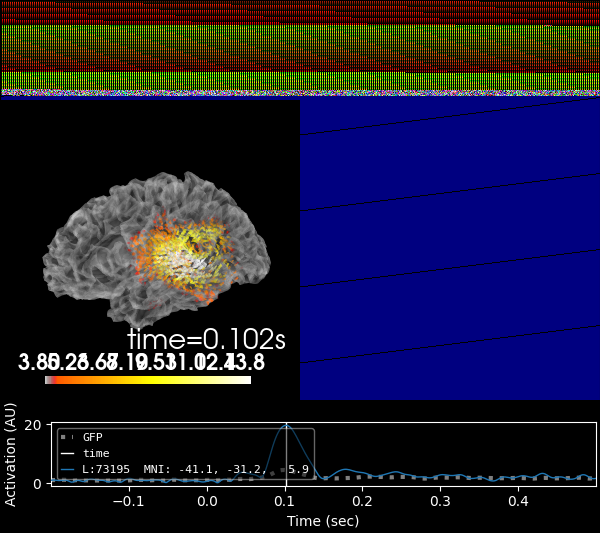 time=0.102s
20
0
Activation (AU)
GFP
time
L:73195 MNI: -41.1, -31.2, 5.9
−0.1 0.0 0.1 0.2 0.3 0.4
Time (sec)